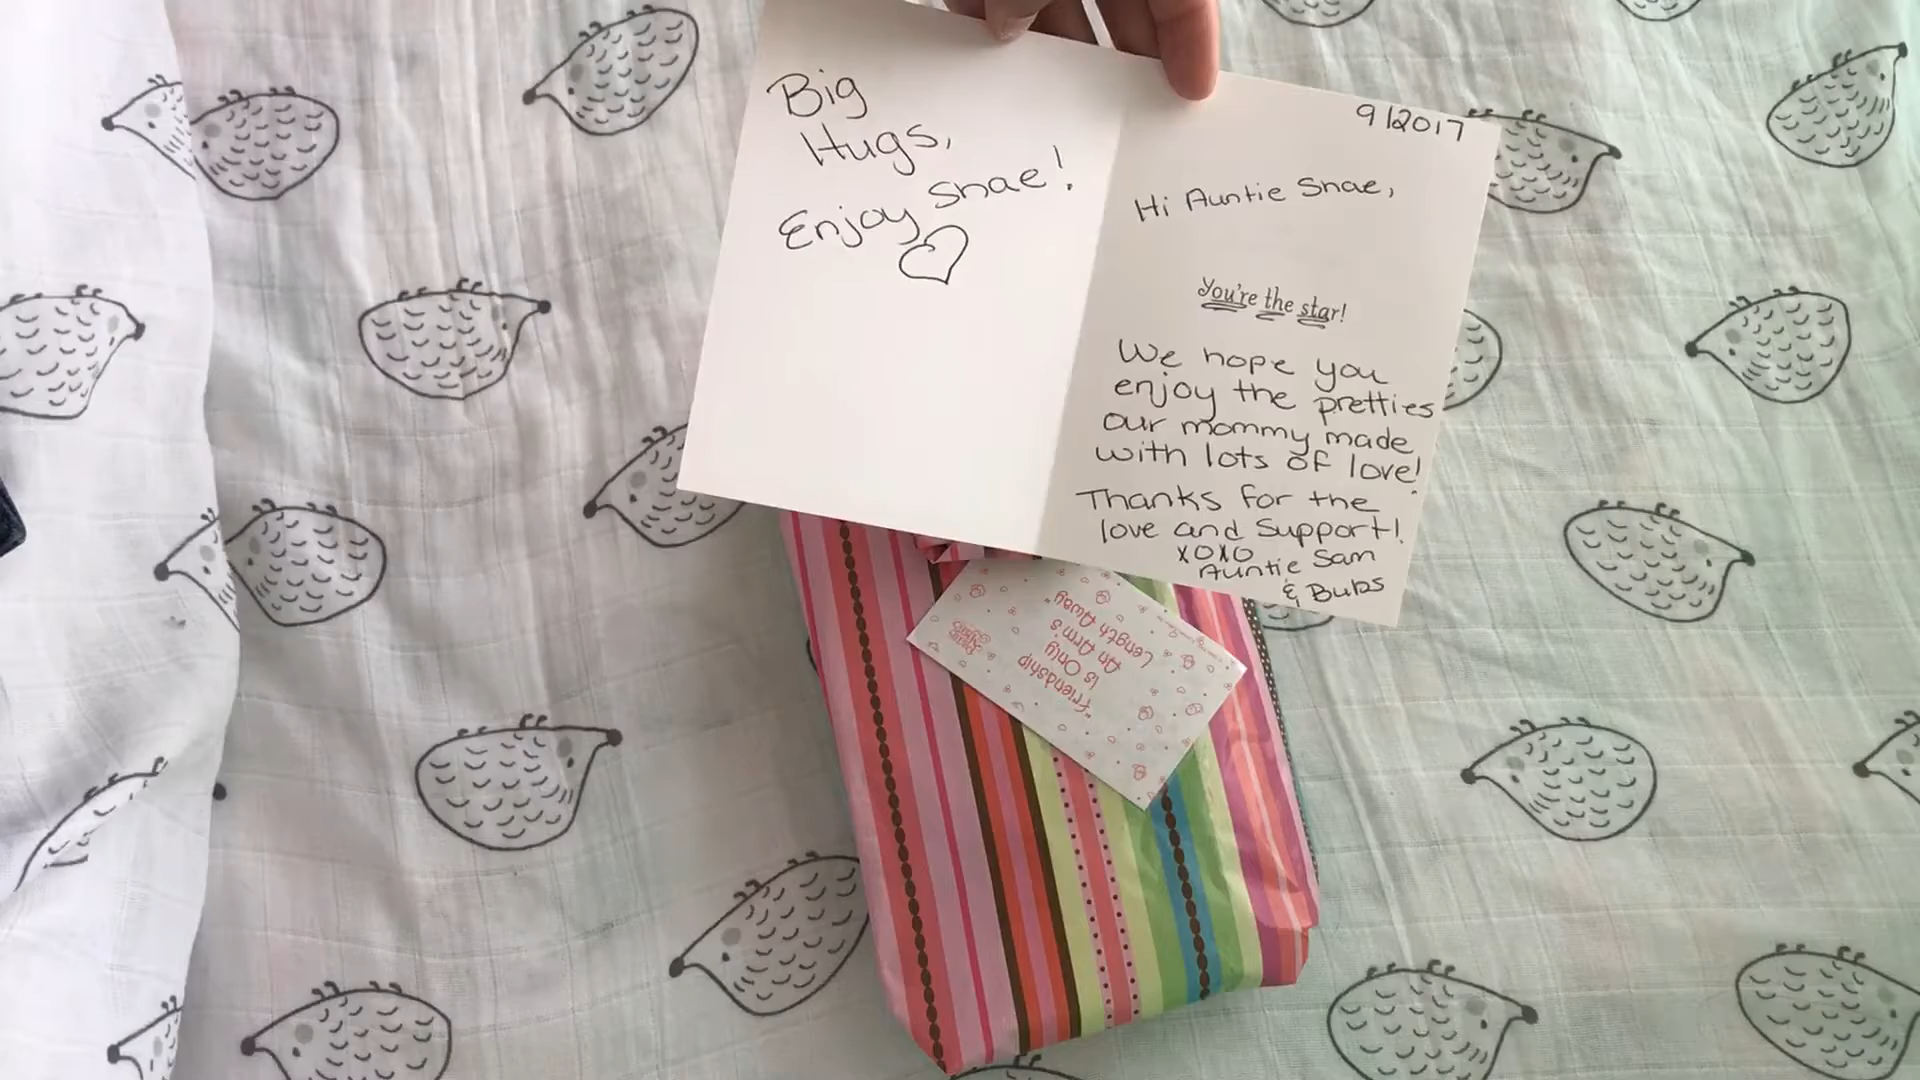 Big
Hugs,
Enjoy Shae!
9/2017
Hi Auntie Shae,
You're the star!
We hope you
enjoy the pretties
our mommy made
with lots of love!
Thanks for the
love and support!
XOXO
Auntie Sam
& Bubs
"Friendship
Is Only
An Arm's
Length Away"